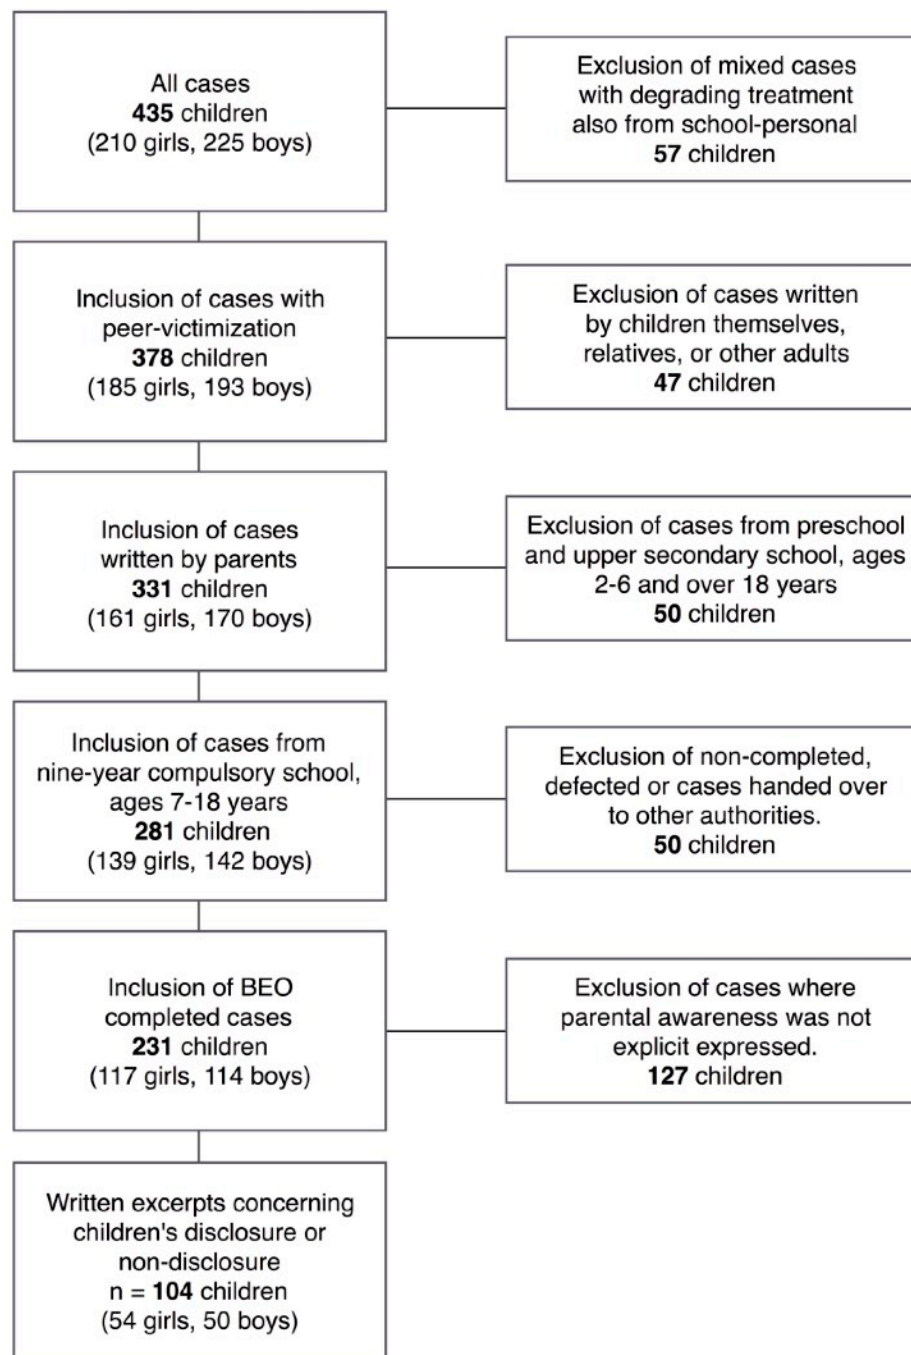 All cases
435 children
(210 girls, 225 boys)
Exclusion of mixed cases
with degrading treatment
also from school-personal
57 children
Inclusion of cases with
peer-victimization
378 children
(185 girls, 193 boys)
Exclusion of cases written
by children themselves,
relatives, or other adults
47 children
Inclusion of cases
written by parents
331 children
(161 girls, 170 boys)
Exclusion of cases from preschool
and upper secondary school, ages
2-6 and over 18 years
50 children
Inclusion of cases from
nine-year compulsory school,
ages 7-18 years
281 children
(139 girls, 142 boys)
Exclusion of non-completed,
defected or cases handed over
to other authorities.
50 children
Inclusion of BEO
completed cases
231 children
(117 girls, 114 boys)
Exclusion of cases where
parental awareness was not
explicit expressed.
127 children
Written excerpts concerning
children's disclosure or
non-disclosure
n = 104 children
(54 girls, 50 boys)